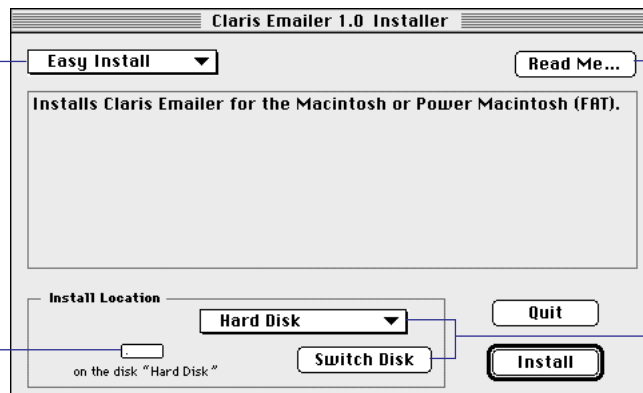 Claris Emailer 1.0 Installer
Easy Install
Read Me...
Installs Claris Emailer for the Macintosh or Power Macintosh (FAT).
Install Location
Hard Disk
Quit
Switch Disk
Install
on the disk "Hard Disk"